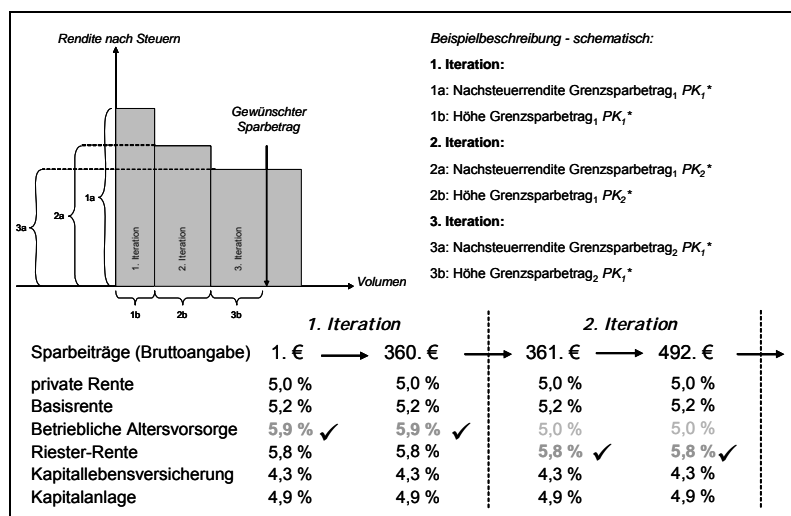 Rendite nach Steuern
Gewünschter
Sparbetrag
1a
2a
3a
1. Iteration
2. Iteration
3. Iteration
Volumen
1b
2b
3b
Beispielbeschreibung - schematisch:
1. Iteration:
1a: Nachsteuerrendite Grenzsparbetrag₁ PK₁*
1b: Höhe Grenzsparbetrag₁ PK₁*
2. Iteration:
2a: Nachsteuerrendite Grenzsparbetrag₁ PK₂*
2b: Höhe Grenzsparbetrag₁ PK₂*
3. Iteration:
3a: Nachsteuerrendite Grenzsparbetrag₂ PK₁*
3b: Höhe Grenzsparbetrag₂ PK₁*
1. Iteration 2. Iteration
Sparbeiträge (Bruttoangabe) 1. € 360. € 361. € 492. €
private Rente 5,0 % 5,0 % 5,0 % 5,0 %
Basisrente 5,2 % 5,2 % 5,2 % 5,2 %
Betriebliche Altersvorsorge 5,9 % ✓ 5,9 % ✓ 5,0 % 5,0 %
Riester-Rente 5,8 % 5,8 % 5,8 % ✓ 5,8 % ✓
Kapitallebensversicherung 4,3 % 4,3 % 4,3 % 4,3 %
Kapitalanlage 4,9 % 4,9 % 4,9 % 4,9 %